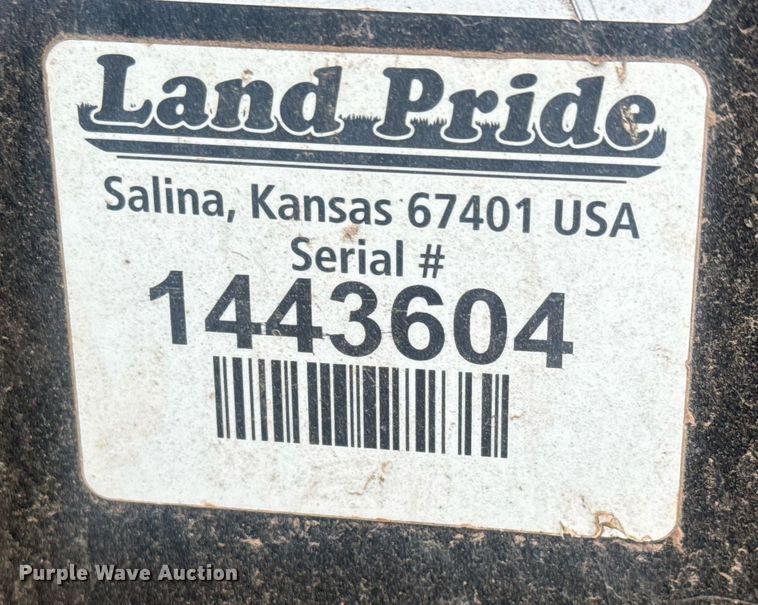 Land Pride
Salina, Kansas 67401 USA
Serial #
1443604
Purple Wave Auction